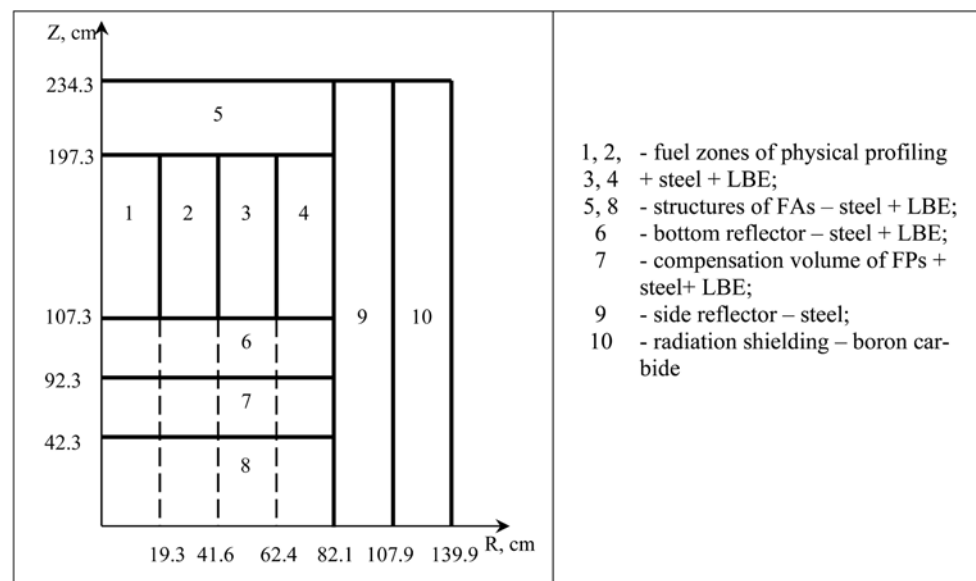 Z, cm
234.3
5
197.3
1 2 3 4
107.3
9 10
6
92.3
7
42.3
8
19.3 41.6 62.4 82.1 107.9 139.9
R, cm
1, 2, - fuel zones of physical profiling
3, 4 + steel + LBE;
5, 8 - structures of FAs – steel + LBE;
6 - bottom reflector – steel + LBE;
7 - compensation volume of FPs +
steel+ LBE;
9 - side reflector – steel;
10 - radiation shielding – boron car-
bide